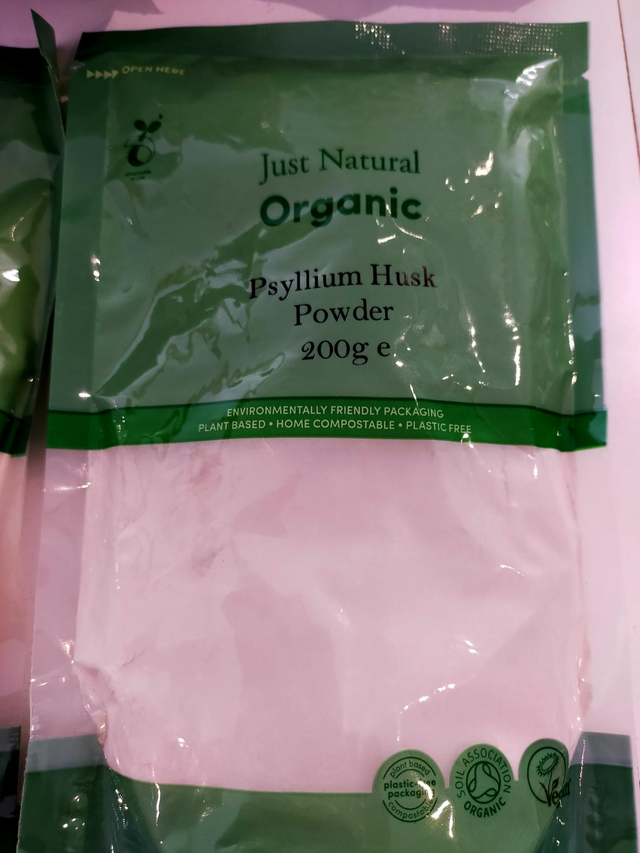 OPEN HERE
Just Natural
Organic
Psyllium Husk
Powder
200g e
ENVIRONMENTALLY FRIENDLY PACKAGING
PLANT BASED • HOME COMPOSTABLE • PLASTIC FREE
plant based
plastic-free
packaging
compostable
SOIL ASSOCIATION
ORGANIC
Vegan